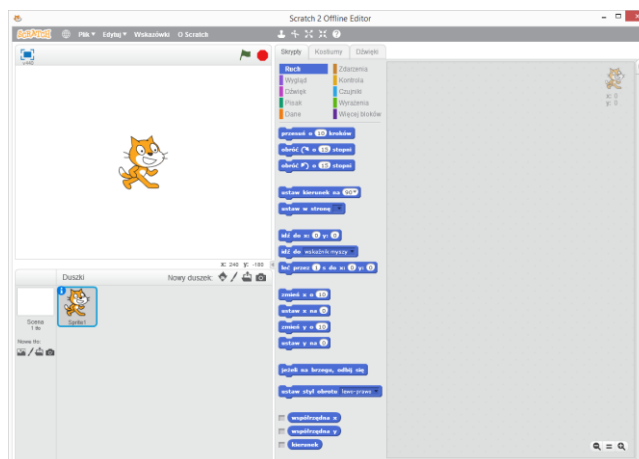 Scratch 2 Offline Editor
SCRATCH Plik Edytuj Wskazówki O Scratch
v442
Skrypty Kostiumy Dźwięki
Ruch Zdarzenia
Wygląd Kontrola
Dźwięk Czujniki
Pisak Wyrażenia
Dane Więcej bloków
x: 0
y: 0
przesuń o 10 kroków
obróć o 15 stopni
obróć o 15 stopni
ustaw kierunek na 90
ustaw w stronę
idź do x: 0 y: 0
idź do wskaźnik myszy
leć przez 1 s do x: 0 y: 0
zmień x o 10
ustaw x na 0
zmień y o 10
ustaw y na 0
jeżeli na brzegu, odbij się
ustaw styl obrotu lewo-prawo
współrzędna x
współrzędna y
kierunek
x: 240 y: -180
Duszki Nowy duszek:
Scena
1 tło
Sprite1
Nowe tło: